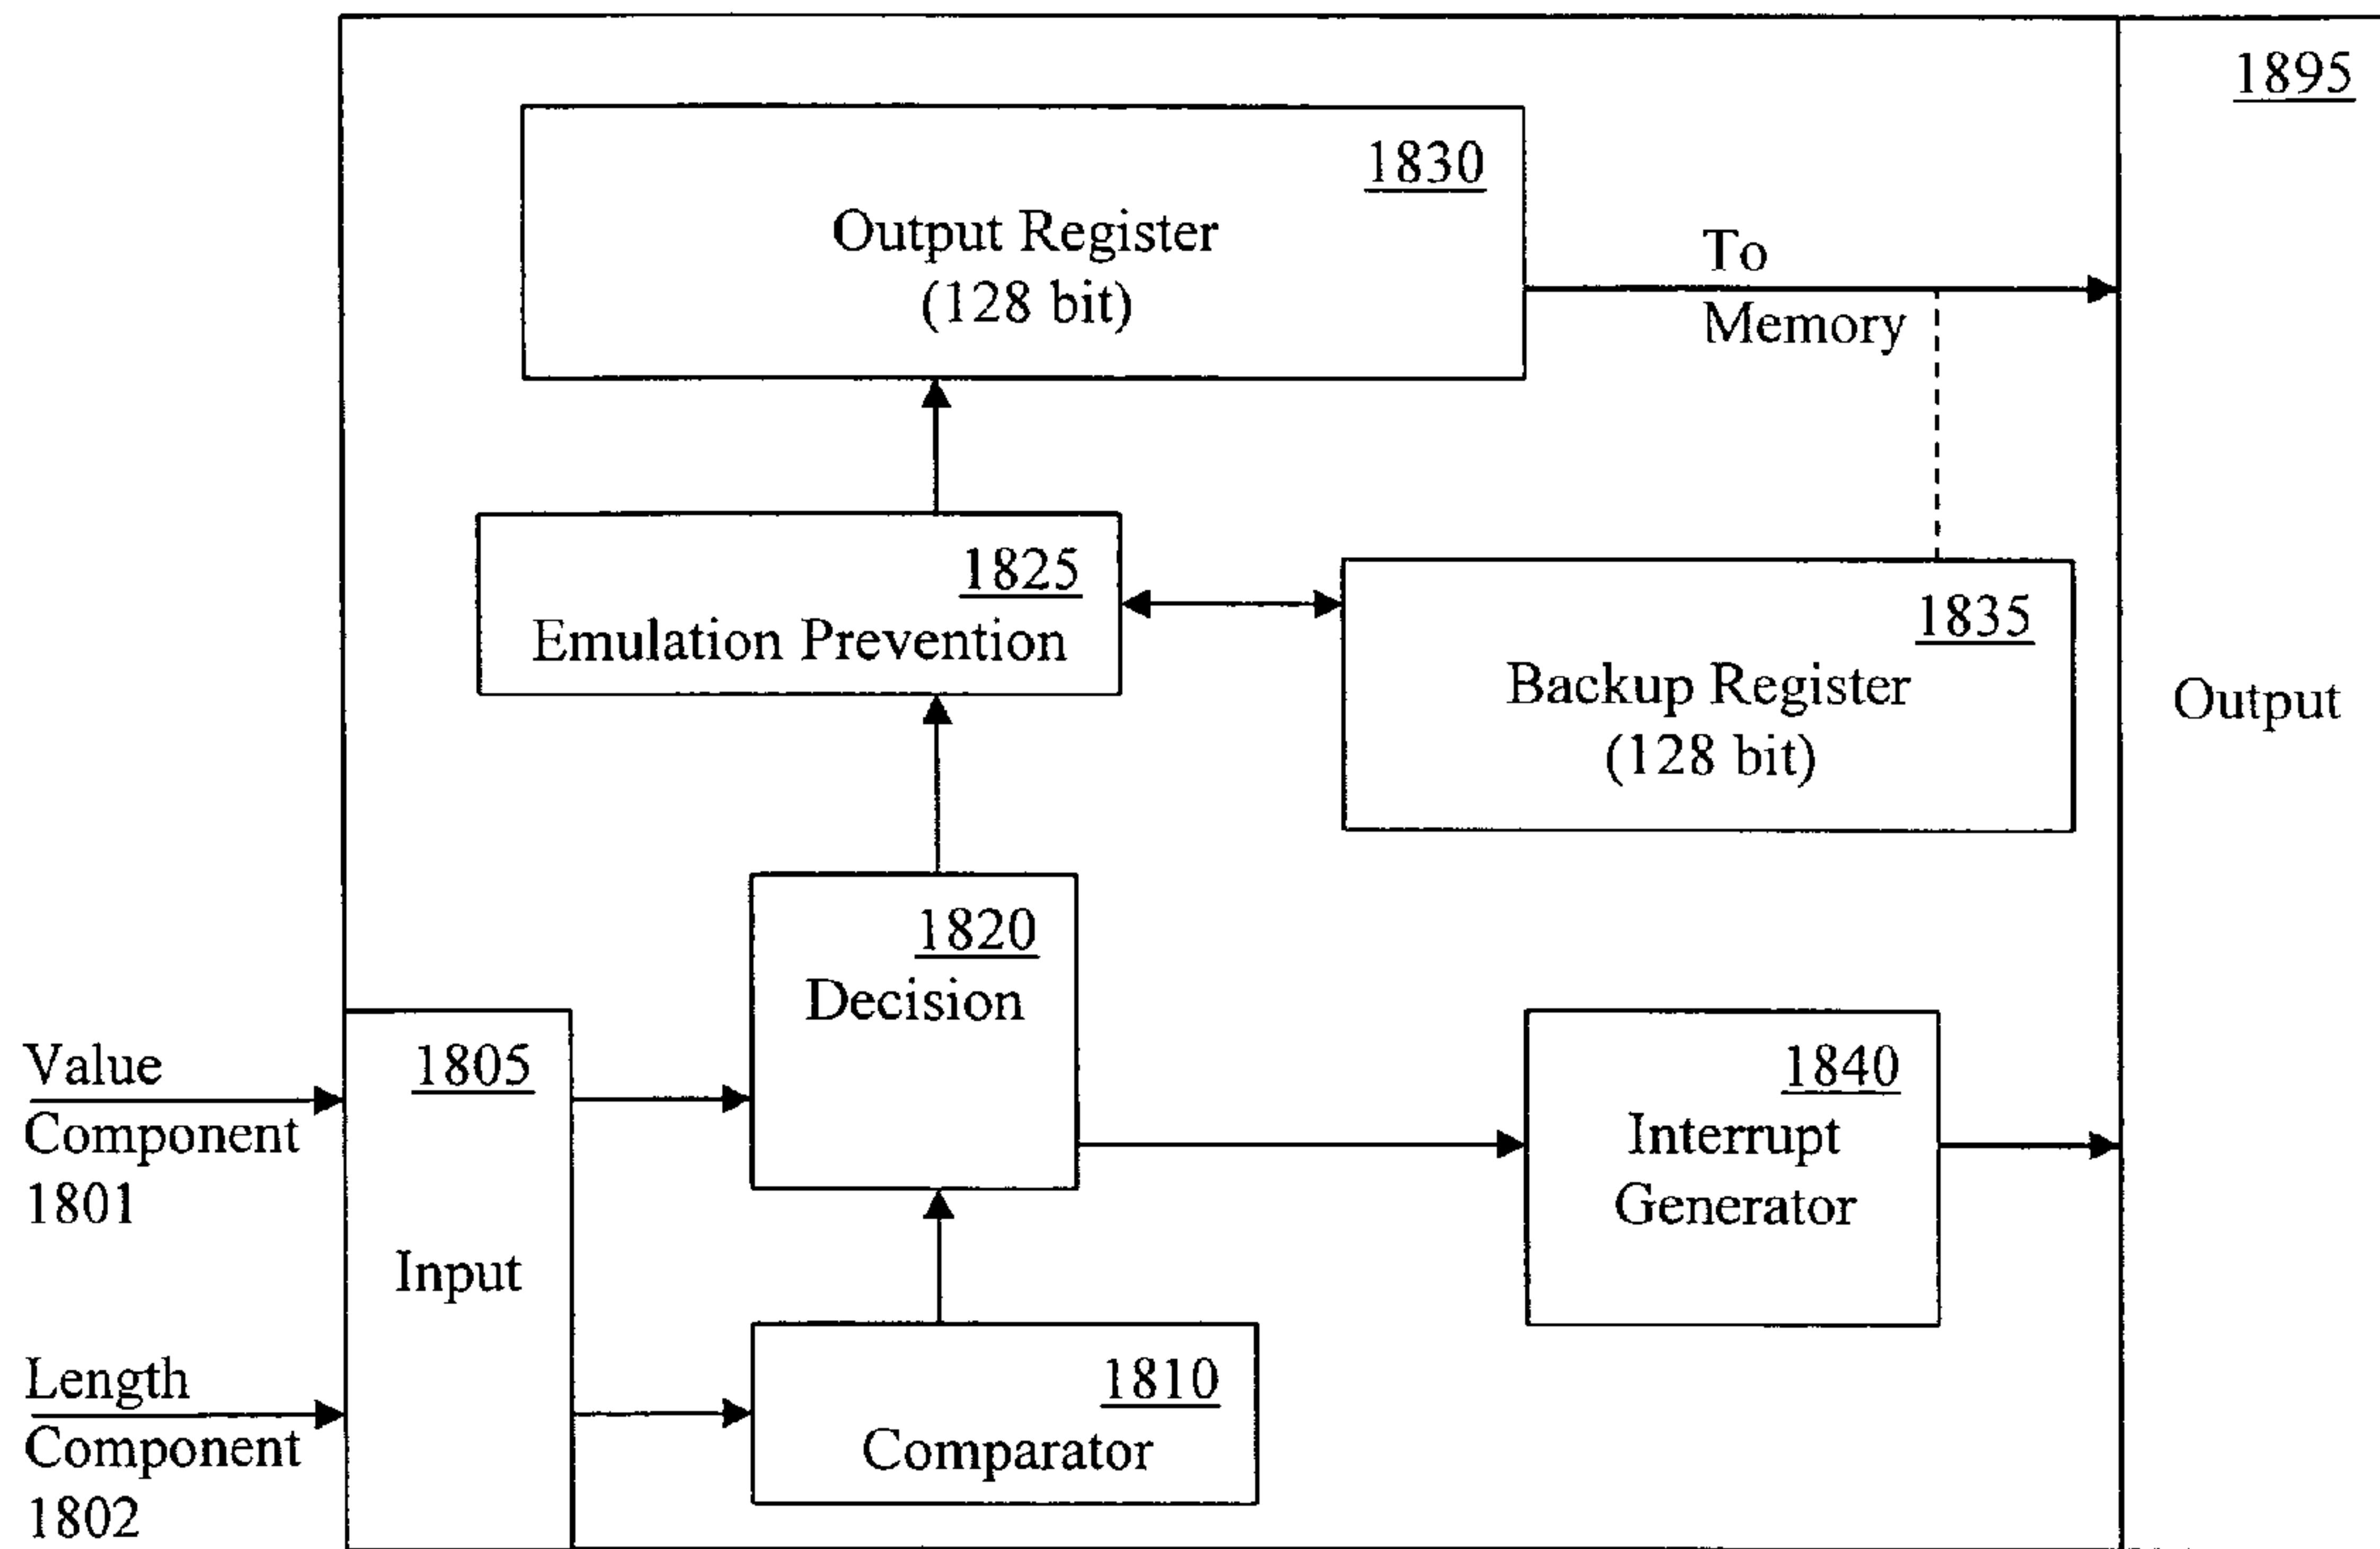 1895
1830
Output Register
(128 bit)
To
Memory
1825
Emulation Prevention
1835
Backup Register
(128 bit)
Output
1820
Decision
Value
Component
1801
1805
Input
1840
Interrupt
Generator
Length
Component
1802
1810
Comparator